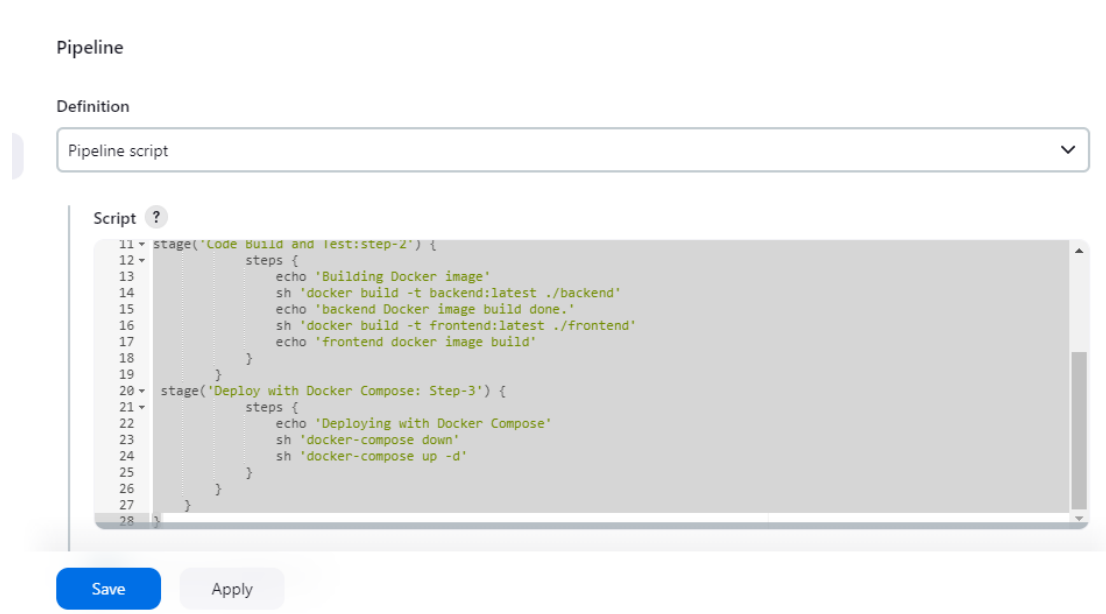 Pipeline
Definition
Pipeline script
Script ?
11 stage('Code Build and Test:step-2') {
12 steps {
13 echo 'Building Docker image'
14 sh 'docker build -t backend:latest ./backend'
15 echo 'backend Docker image build done.'
16 sh 'docker build -t frontend:latest ./frontend'
17 echo 'frontend docker image build'
18 }
19 }
20 stage('Deploy with Docker Compose: Step-3') {
21 steps {
22 echo 'Deploying with Docker Compose'
23 sh 'docker-compose down'
24 sh 'docker-compose up -d'
25 }
26 }
27 }
28 }
Save Apply